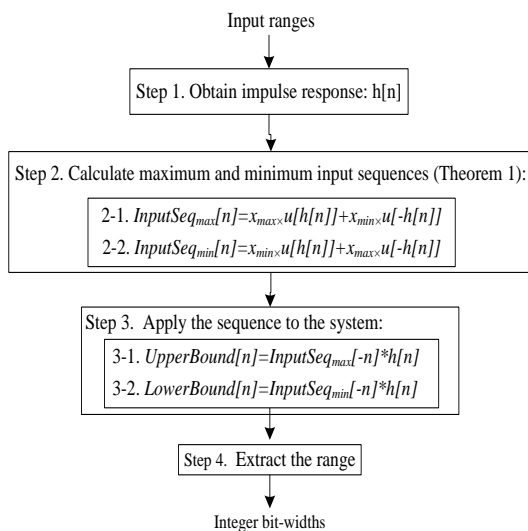 Input ranges
Step 1. Obtain impulse response: h[n]
Step 2. Calculate maximum and minimum input sequences (Theorem 1):
2-1. InputSeqmax[n]=xmax×u[h[n]]+xmin×u[-h[n]]
2-2. InputSeqmin[n]=xmin×u[h[n]]+xmax×u[-h[n]]
Step 3. Apply the sequence to the system:
3-1. UpperBound[n]=InputSeqmax[-n]*h[n]
3-2. LowerBound[n]=InputSeqmin[-n]*h[n]
Step 4. Extract the range
Integer bit-widths